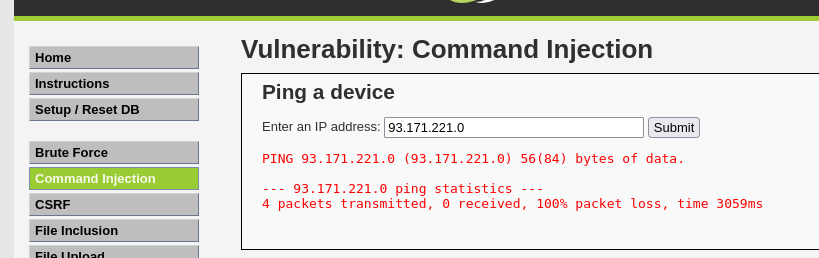 Vulnerability: Command Injection
Home
Instructions
Setup / Reset DB
Brute Force
Command Injection
CSRF
File Inclusion
File Upload
Ping a device
Enter an IP address: 93.171.221.0 Submit
PING 93.171.221.0 (93.171.221.0) 56(84) bytes of data.
--- 93.171.221.0 ping statistics ---
4 packets transmitted, 0 received, 100% packet loss, time 3059ms